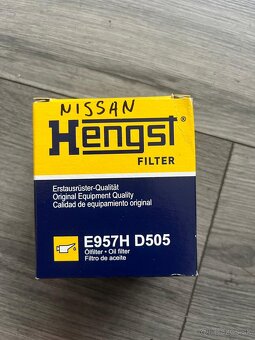 NISSAN
Hengst®
FILTER
Erstausrüster-Qualität
Original Equipment Quality
Calidad de equipamiento original
E957H D505
Ölfilter • Oil filter
Filtro de aceite